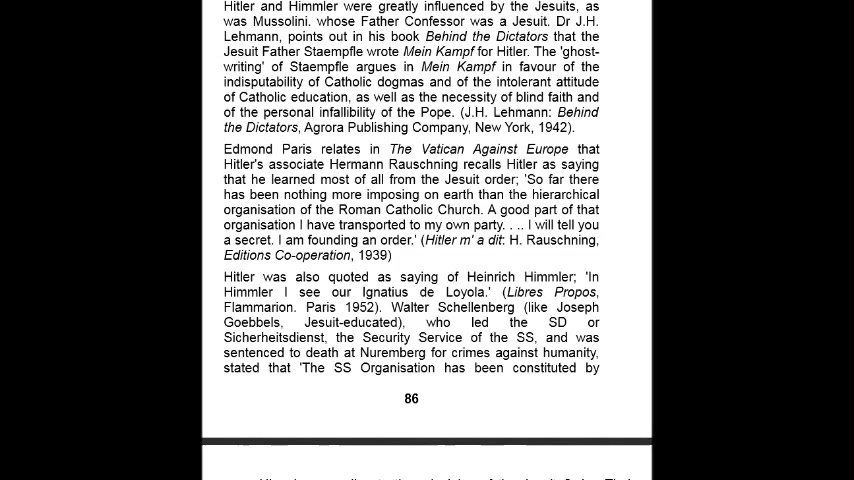 Hitler and Himmler were greatly influenced by the Jesuits, as
was Mussolini. whose Father Confessor was a Jesuit. Dr J.H.
Lehmann, points out in his book Behind the Dictators that the
Jesuit Father Staempfle wrote Mein Kampf for Hitler. The 'ghost-
writing' of Staempfle argues in Mein Kampf in favour of the
indisputability of Catholic dogmas and of the intolerant attitude
of Catholic education, as well as the necessity of blind faith and
of the personal infallibility of the Pope. (J.H. Lehmann: Behind
the Dictators, Agrora Publishing Company, New York, 1942).
Edmond Paris relates in The Vatican Against Europe that
Hitler's associate Hermann Rauschning recalls Hitler as saying
that he learned most of all from the Jesuit order; 'So far there
has been nothing more imposing on earth than the hierarchical
organisation of the Roman Catholic Church. A good part of that
organisation I have transported to my own party. . .. I will tell you
a secret. I am founding an order.' (Hitler m' a dit: H. Rauschning,
Editions Co-operation, 1939)
Hitler was also quoted as saying of Heinrich Himmler; 'In
Himmler I see our Ignatius de Loyola.' (Libres Propos,
Flammarion. Paris 1952). Walter Schellenberg (like Joseph
Goebbels, Jesuit-educated), who led the SD or
Sicherheitsdienst, the Security Service of the SS, and was
sentenced to death at Nuremberg for crimes against humanity,
stated that 'The SS Organisation has been constituted by
86